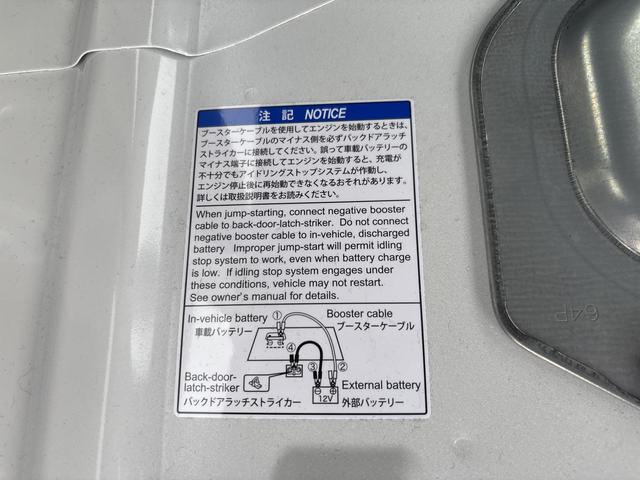 注 記 NOTICE
ブースターケーブルを使用してエンジンを始動するときは、
ブースターケーブルのマイナス側を必ずバックドアラッチ
ストライカーに接続してください。誤って車載バッテリーの
マイナス端子に接続してエンジンを始動すると、充電が
不十分でもアイドリングストップシステムが作動し、
エンジン停止後に再始動できなくなるおそれがあります。
詳しくは取扱説明書をお読みください。
When jump-starting, connect negative booster
cable to back-door-latch-striker. Do not connect
negative booster cable to in-vehicle, discharged
battery Improper jump-start will permit idling
stop system to work, even when battery charge
is low. If idling stop system engages under
these conditions, vehicle may not restart.
See owner's manual for details.
In-vehicle battery ① Booster cable
車載バッテリー ブースターケーブル
④
③ ②
Back-door-
latch-striker
⊖ ⊕
12V
External battery
バックドアラッチストライカー 外部バッテリー
64P